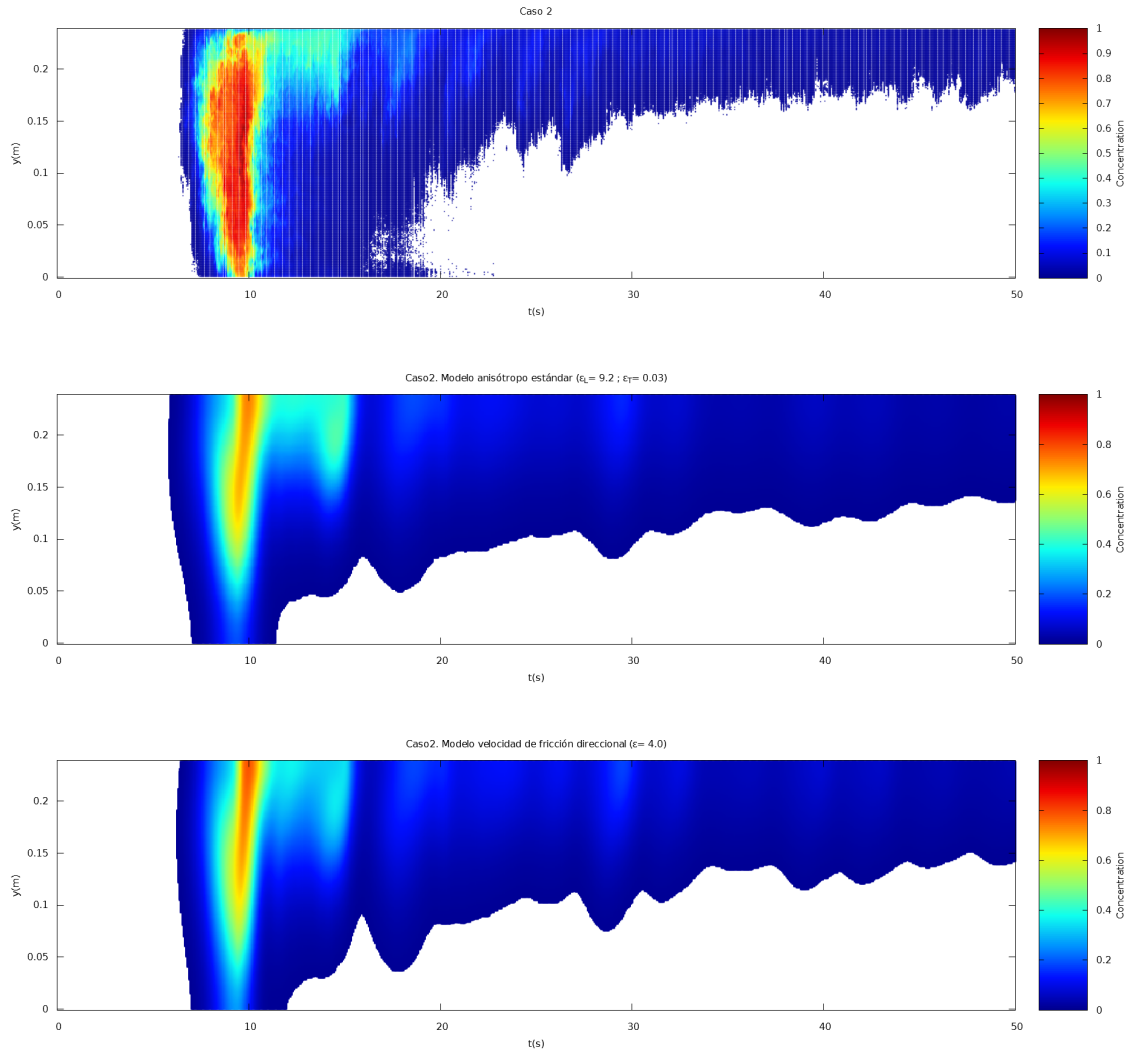 Caso 2
0.2
0.15
0.1
0.05
0
y(m)
0 10 20 30 40 50
t(s)
1
0.9
0.8
0.7
0.6
0.5
0.4
0.3
0.2
0.1
0
Concentration
Caso2. Modelo anisótropo estándar (εL= 9.2 ; εT= 0.03)
0.2
0.15
0.1
0.05
0
y(m)
0 10 20 30 40 50
t(s)
1
0.8
0.6
0.4
0.2
0
Concentration
Caso2. Modelo velocidad de fricción direccional (ε= 4.0)
0.2
0.15
0.1
0.05
0
y(m)
0 10 20 30 40 50
t(s)
1
0.8
0.6
0.4
0.2
0
Concentration